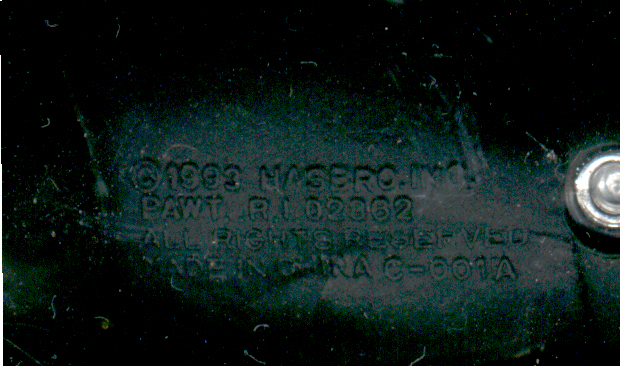 ©1993 HASBRO. INC.
PAWT. R.I. 02862
ALL RIGHTS RESERVED
MADE IN CHINA C-001A